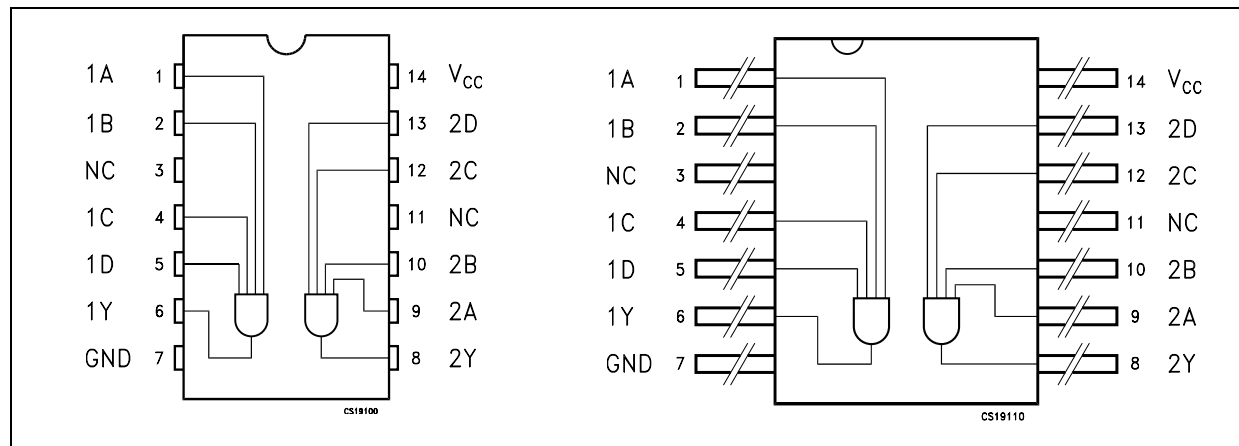 1A 1 14 VCC
1B 2 13 2D
NC 3 12 2C
1C 4 11 NC
1D 5 10 2B
1Y 6 9 2A
GND 7 8 2Y
CS19100
1A 1 14 VCC
1B 2 13 2D
NC 3 12 2C
1C 4 11 NC
1D 5 10 2B
1Y 6 9 2A
GND 7 8 2Y
CS19110